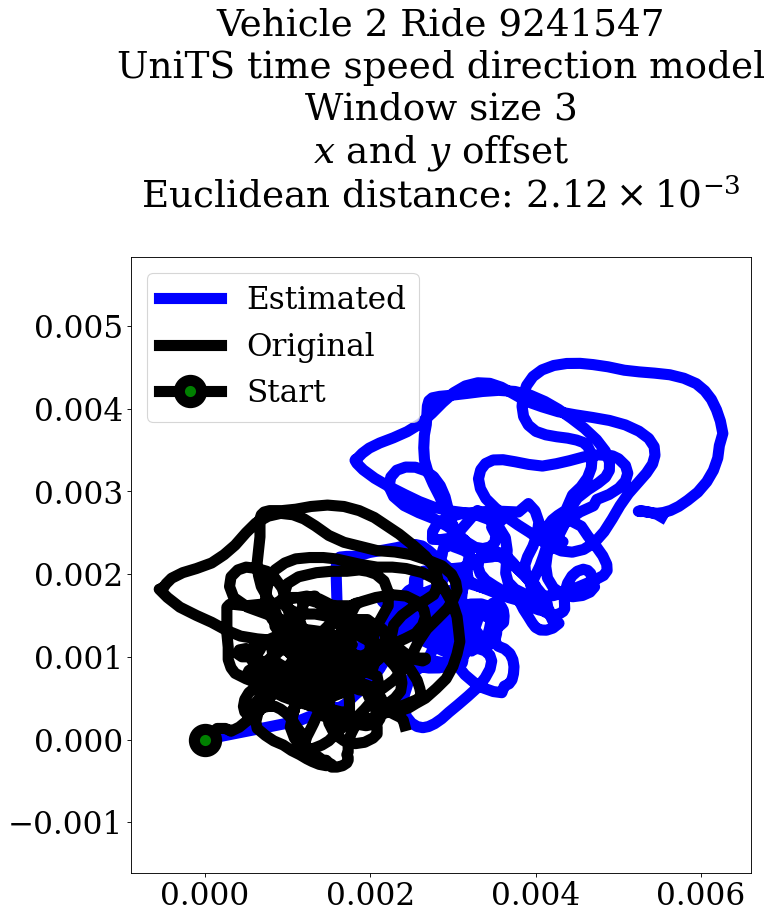 Vehicle 2 Ride 9241547
UniTS time speed direction model
Window size 3
x and y offset
Euclidean distance: 2.12 × 10⁻³
Estimated
Original
Start
0.005
0.004
0.003
0.002
0.001
0.000
−0.001
0.000 0.002 0.004 0.006